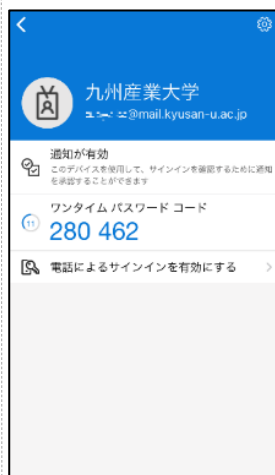 九州産業大学
@mail.kyusan-u.ac.jp
通知が有効
このデバイスを使用して、サインインを確認するために通知
を承認することができます
ワンタイム パスワード コード
11
280 462
電話によるサインインを有効にする